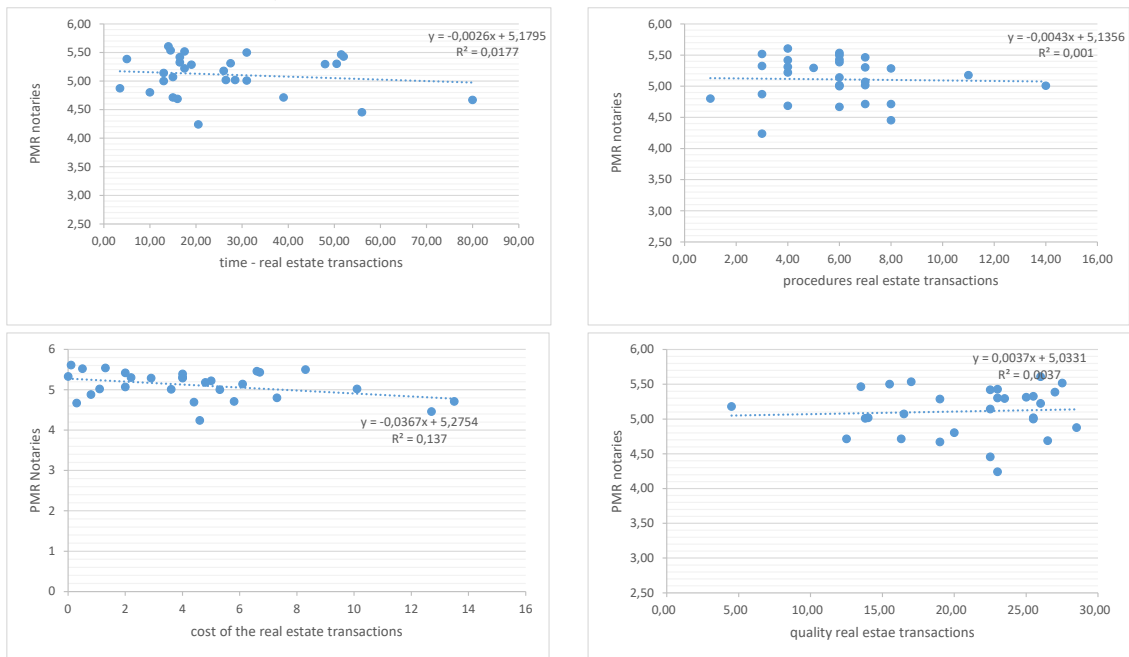 6,00
5,50
5,00
4,50
4,00
3,50
3,00
2,50
PMR notaries
y = -0,0026x + 5,1795
R² = 0,0177
0,00 10,00 20,00 30,00 40,00 50,00 60,00 70,00 80,00 90,00
time - real estate transactions
6,00
5,50
5,00
4,50
4,00
3,50
3,00
2,50
PMR notaries
y = -0,0043x + 5,1356
R² = 0,001
0,00 2,00 4,00 6,00 8,00 10,00 12,00 14,00 16,00
procedures real estate transactions
6
5
4
3
2
1
0
PMR Notaries
y = -0,0367x + 5,2754
R² = 0,137
0 2 4 6 8 10 12 14 16
cost of the real estate transactions
6,00
5,50
5,00
4,50
4,00
3,50
3,00
2,50
PMR notaries
y = 0,0037x + 5,0331
R² = 0,0037
0,00 5,00 10,00 15,00 20,00 25,00 30,00
quality real estae transactions